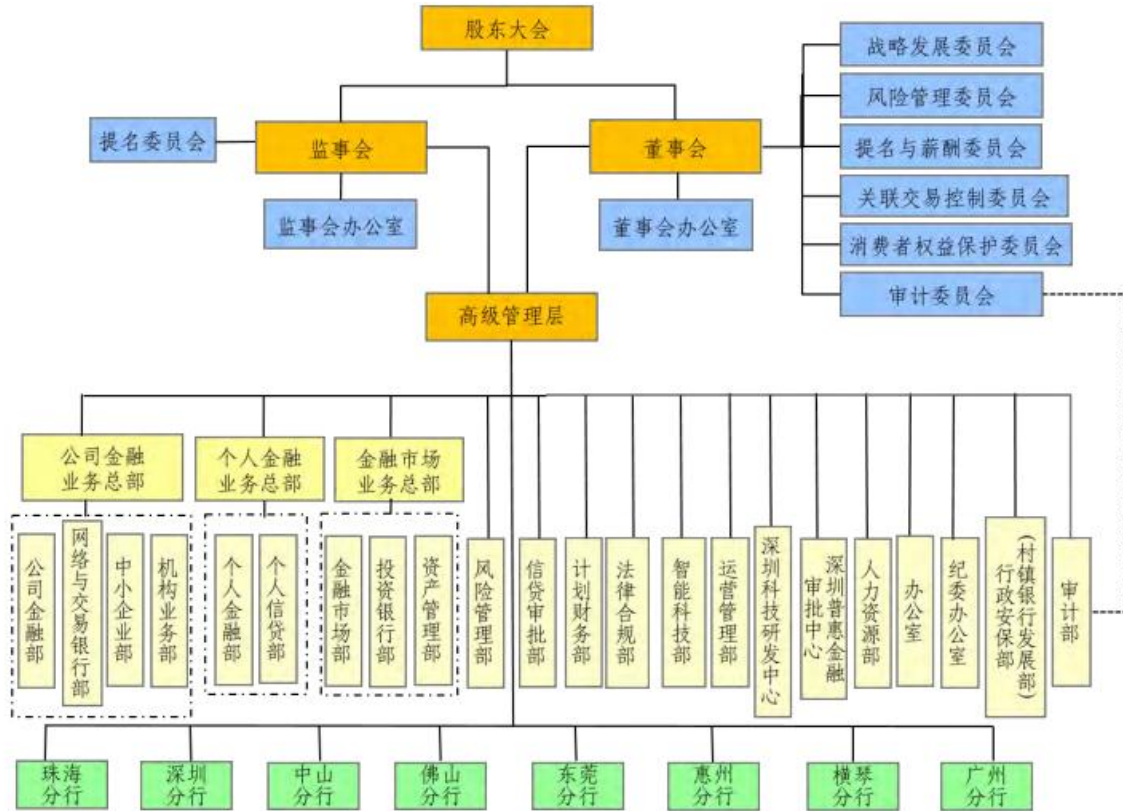 股东大会
战略发展委员会
风险管理委员会
提名委员会
监事会
董事会
提名与薪酬委员会
关联交易控制委员会
监事会办公室
董事会办公室
消费者权益保护委员会
审计委员会
高级管理层
公司金融
业务总部
个人金融
业务总部
金融市场
业务总部
公司金融部
网络与交易银行部
中小企业部
机构业务部
个人金融部
个人信贷部
金融市场部
投资银行部
资产管理部
风险管理部
信贷审批部
计划财务部
法律合规部
智能科技部
运营管理部
深圳科技研发中心
深圳普惠金融
审批中心
人力资源部
办公室
纪委办公室
行政安保部
(村镇银行发展部)
审计部
珠海
分行
深圳
分行
中山
分行
佛山
分行
东莞
分行
惠州
分行
横琴
分行
广州
分行